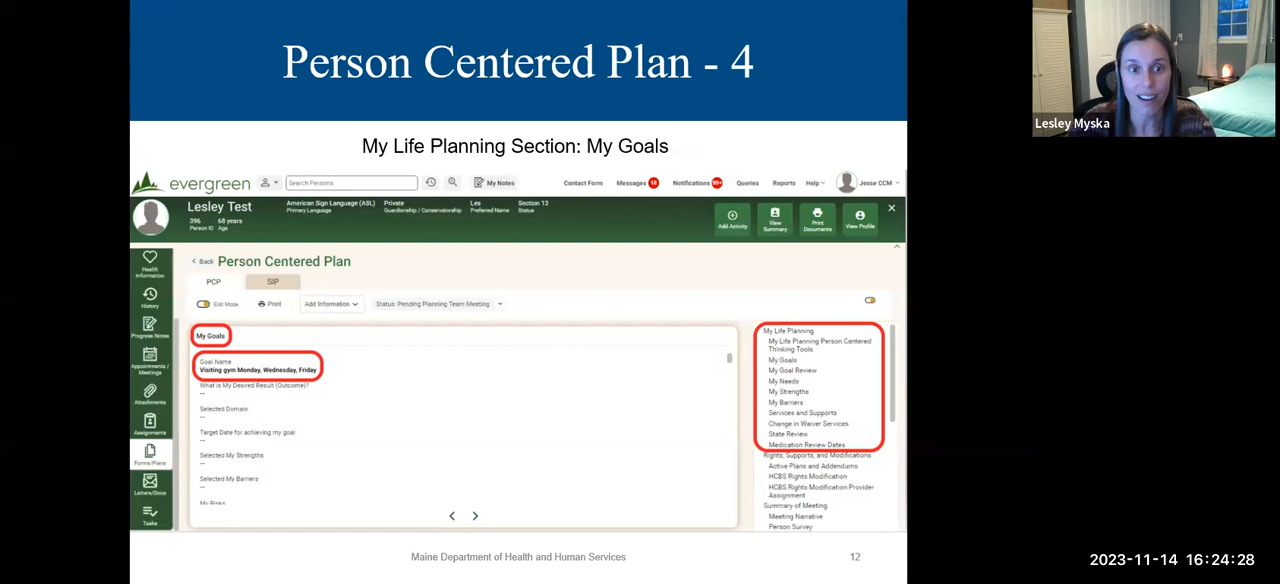 Person Centered Plan - 4
My Life Planning Section: My Goals
evergreen
Search Persons
My Notes
Contact Form
Messages 18
Notifications 99+
Queries
Reports
Help
Jesse CCM
Lesley Test
396 68 years
Person ID Age
American Sign Language (ASL)
Primary Language
Private
Guardianship / Conservatorship
Les
Preferred Name
Section 13
Status
Add Activity
View Summary
Print Documents
View Profile
Health Information
History
Progress Notes
Appointments / Meetings
Attachments
Assignments
Forms/Plans
Letters/Docs
Tasks
Back Person Centered Plan
PCP SIP
Edit Mode Print Add Information Status: Pending Planning Team Meeting
My Goals
Goal Name
Visiting gym Monday, Wednesday, Friday
What is My Desired Result (Outcome)?
--
Selected Domain
--
Target Date for achieving my goal
--
Selected My Strengths
--
Selected My Barriers
--
My Risks
My Life Planning
My Life Planning Person Centered
Thinking Tools
My Goals
My Goal Review
My Needs
My Strengths
My Barriers
Services and Supports
Change in Waiver Services
State Review
Medication Review Dates
Rights, Supports, and Modifications
Active Plans and Addendums
HCBS Rights Modification
HCBS Rights Modification Provider
Assignment
Summary of Meeting
Meeting Narrative
Person Survey
Maine Department of Health and Human Services
12
Lesley Myska
2023-11-14 16:24:28